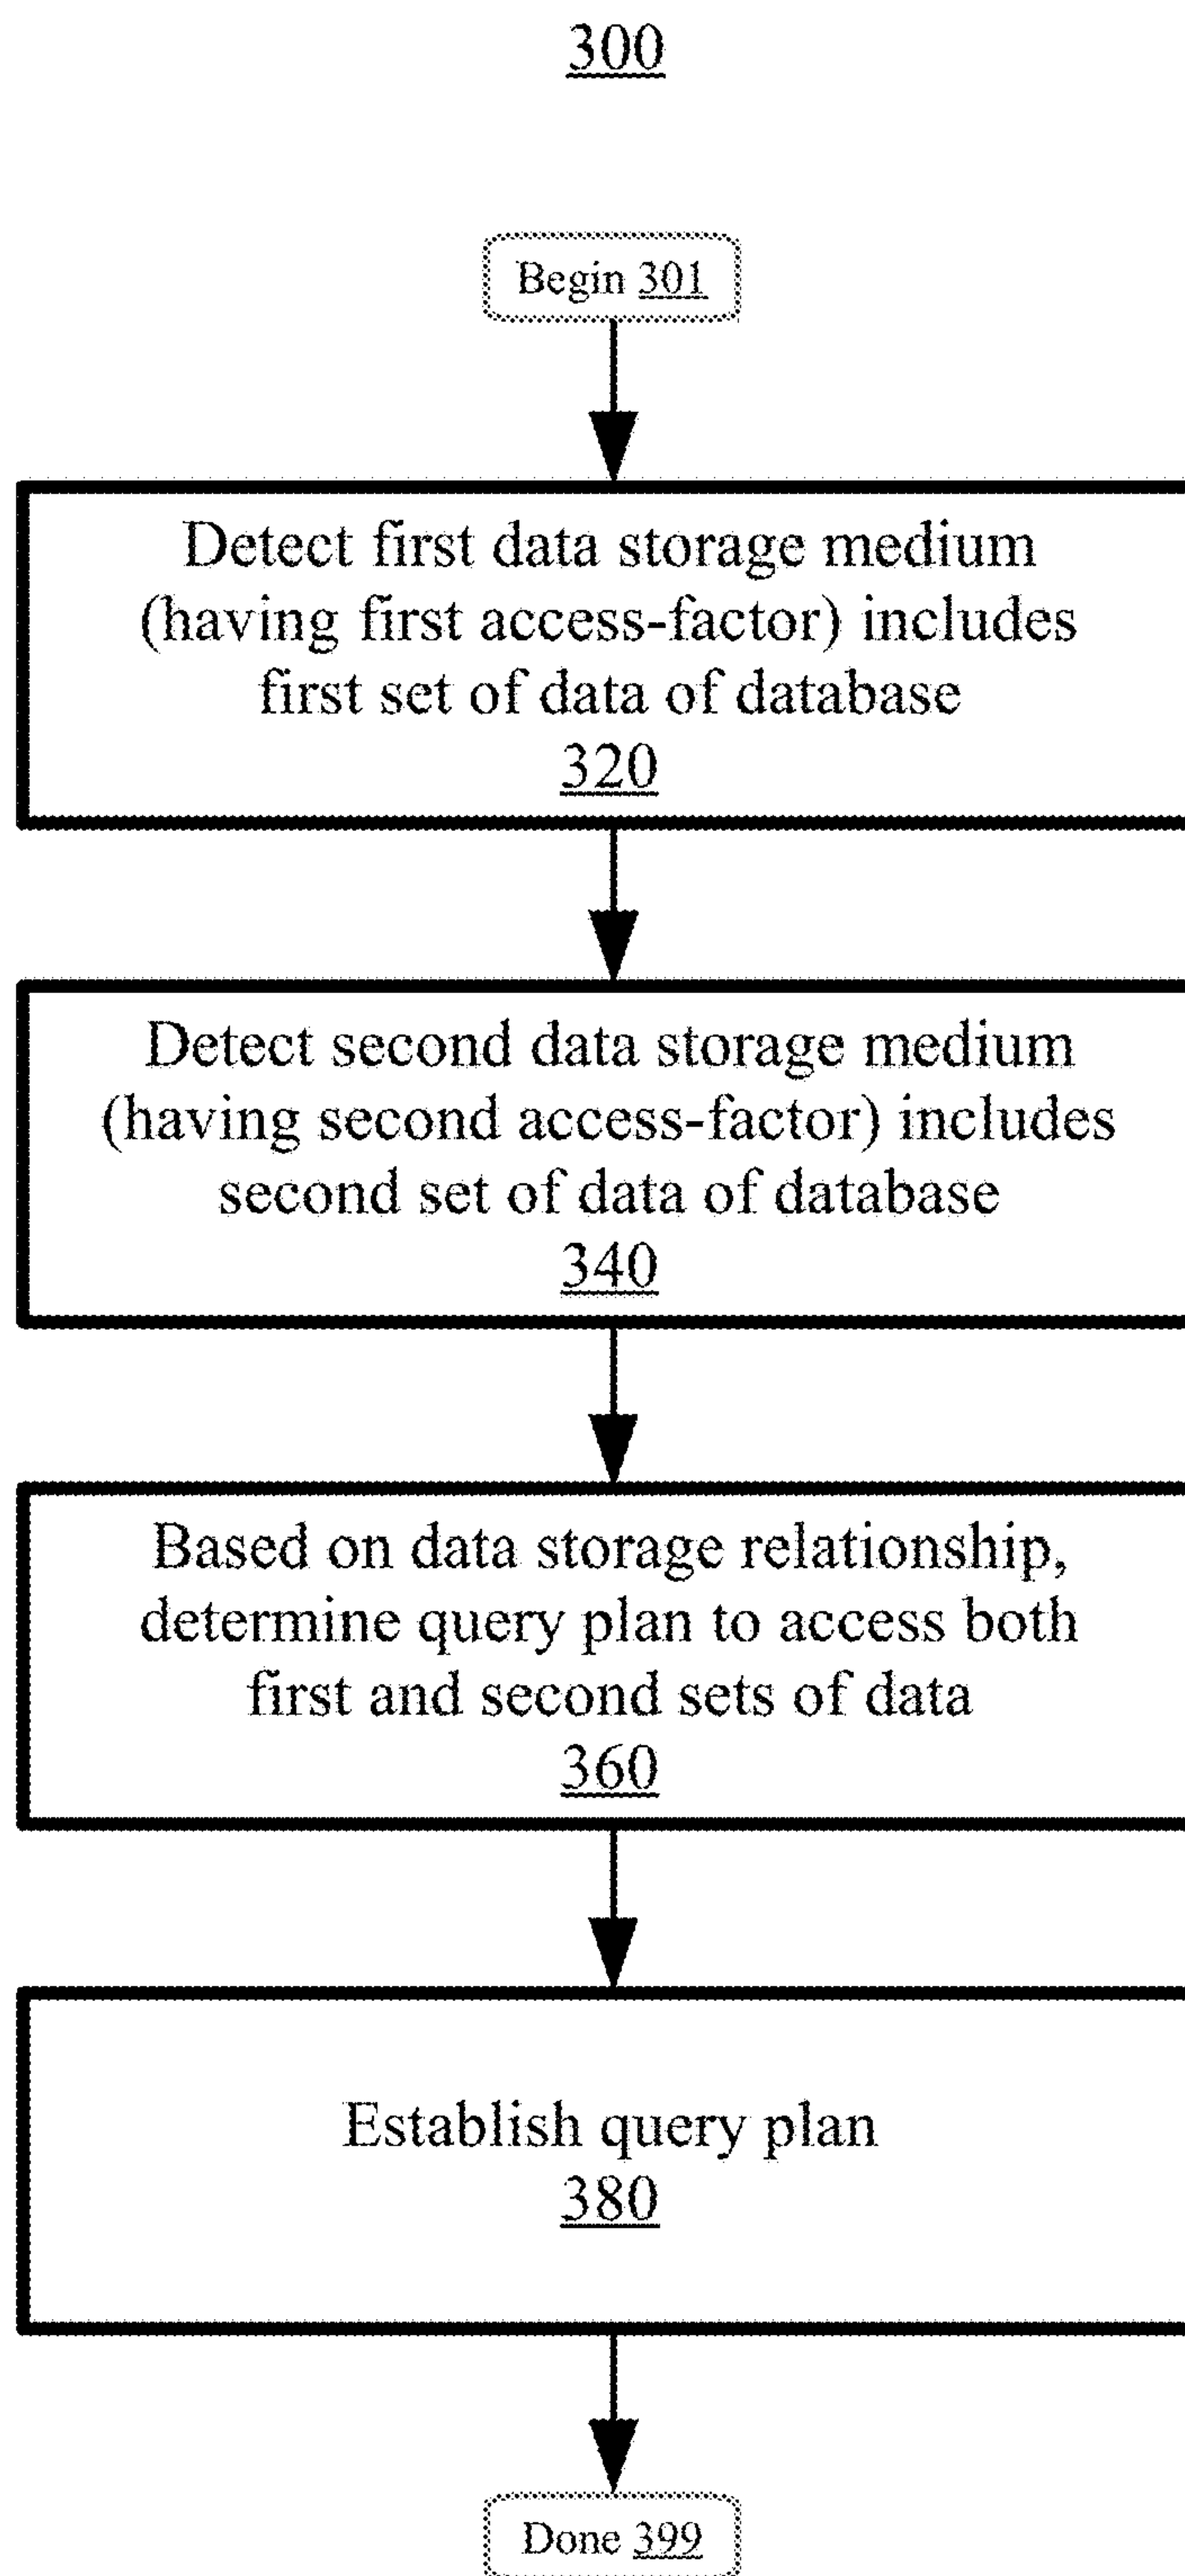 300
Begin 301
Detect first data storage medium
(having first access-factor) includes
first set of data of database
320
Detect second data storage medium
(having second access-factor) includes
second set of data of database
340
Based on data storage relationship,
determine query plan to access both
first and second sets of data
360
Establish query plan
380
Done 399